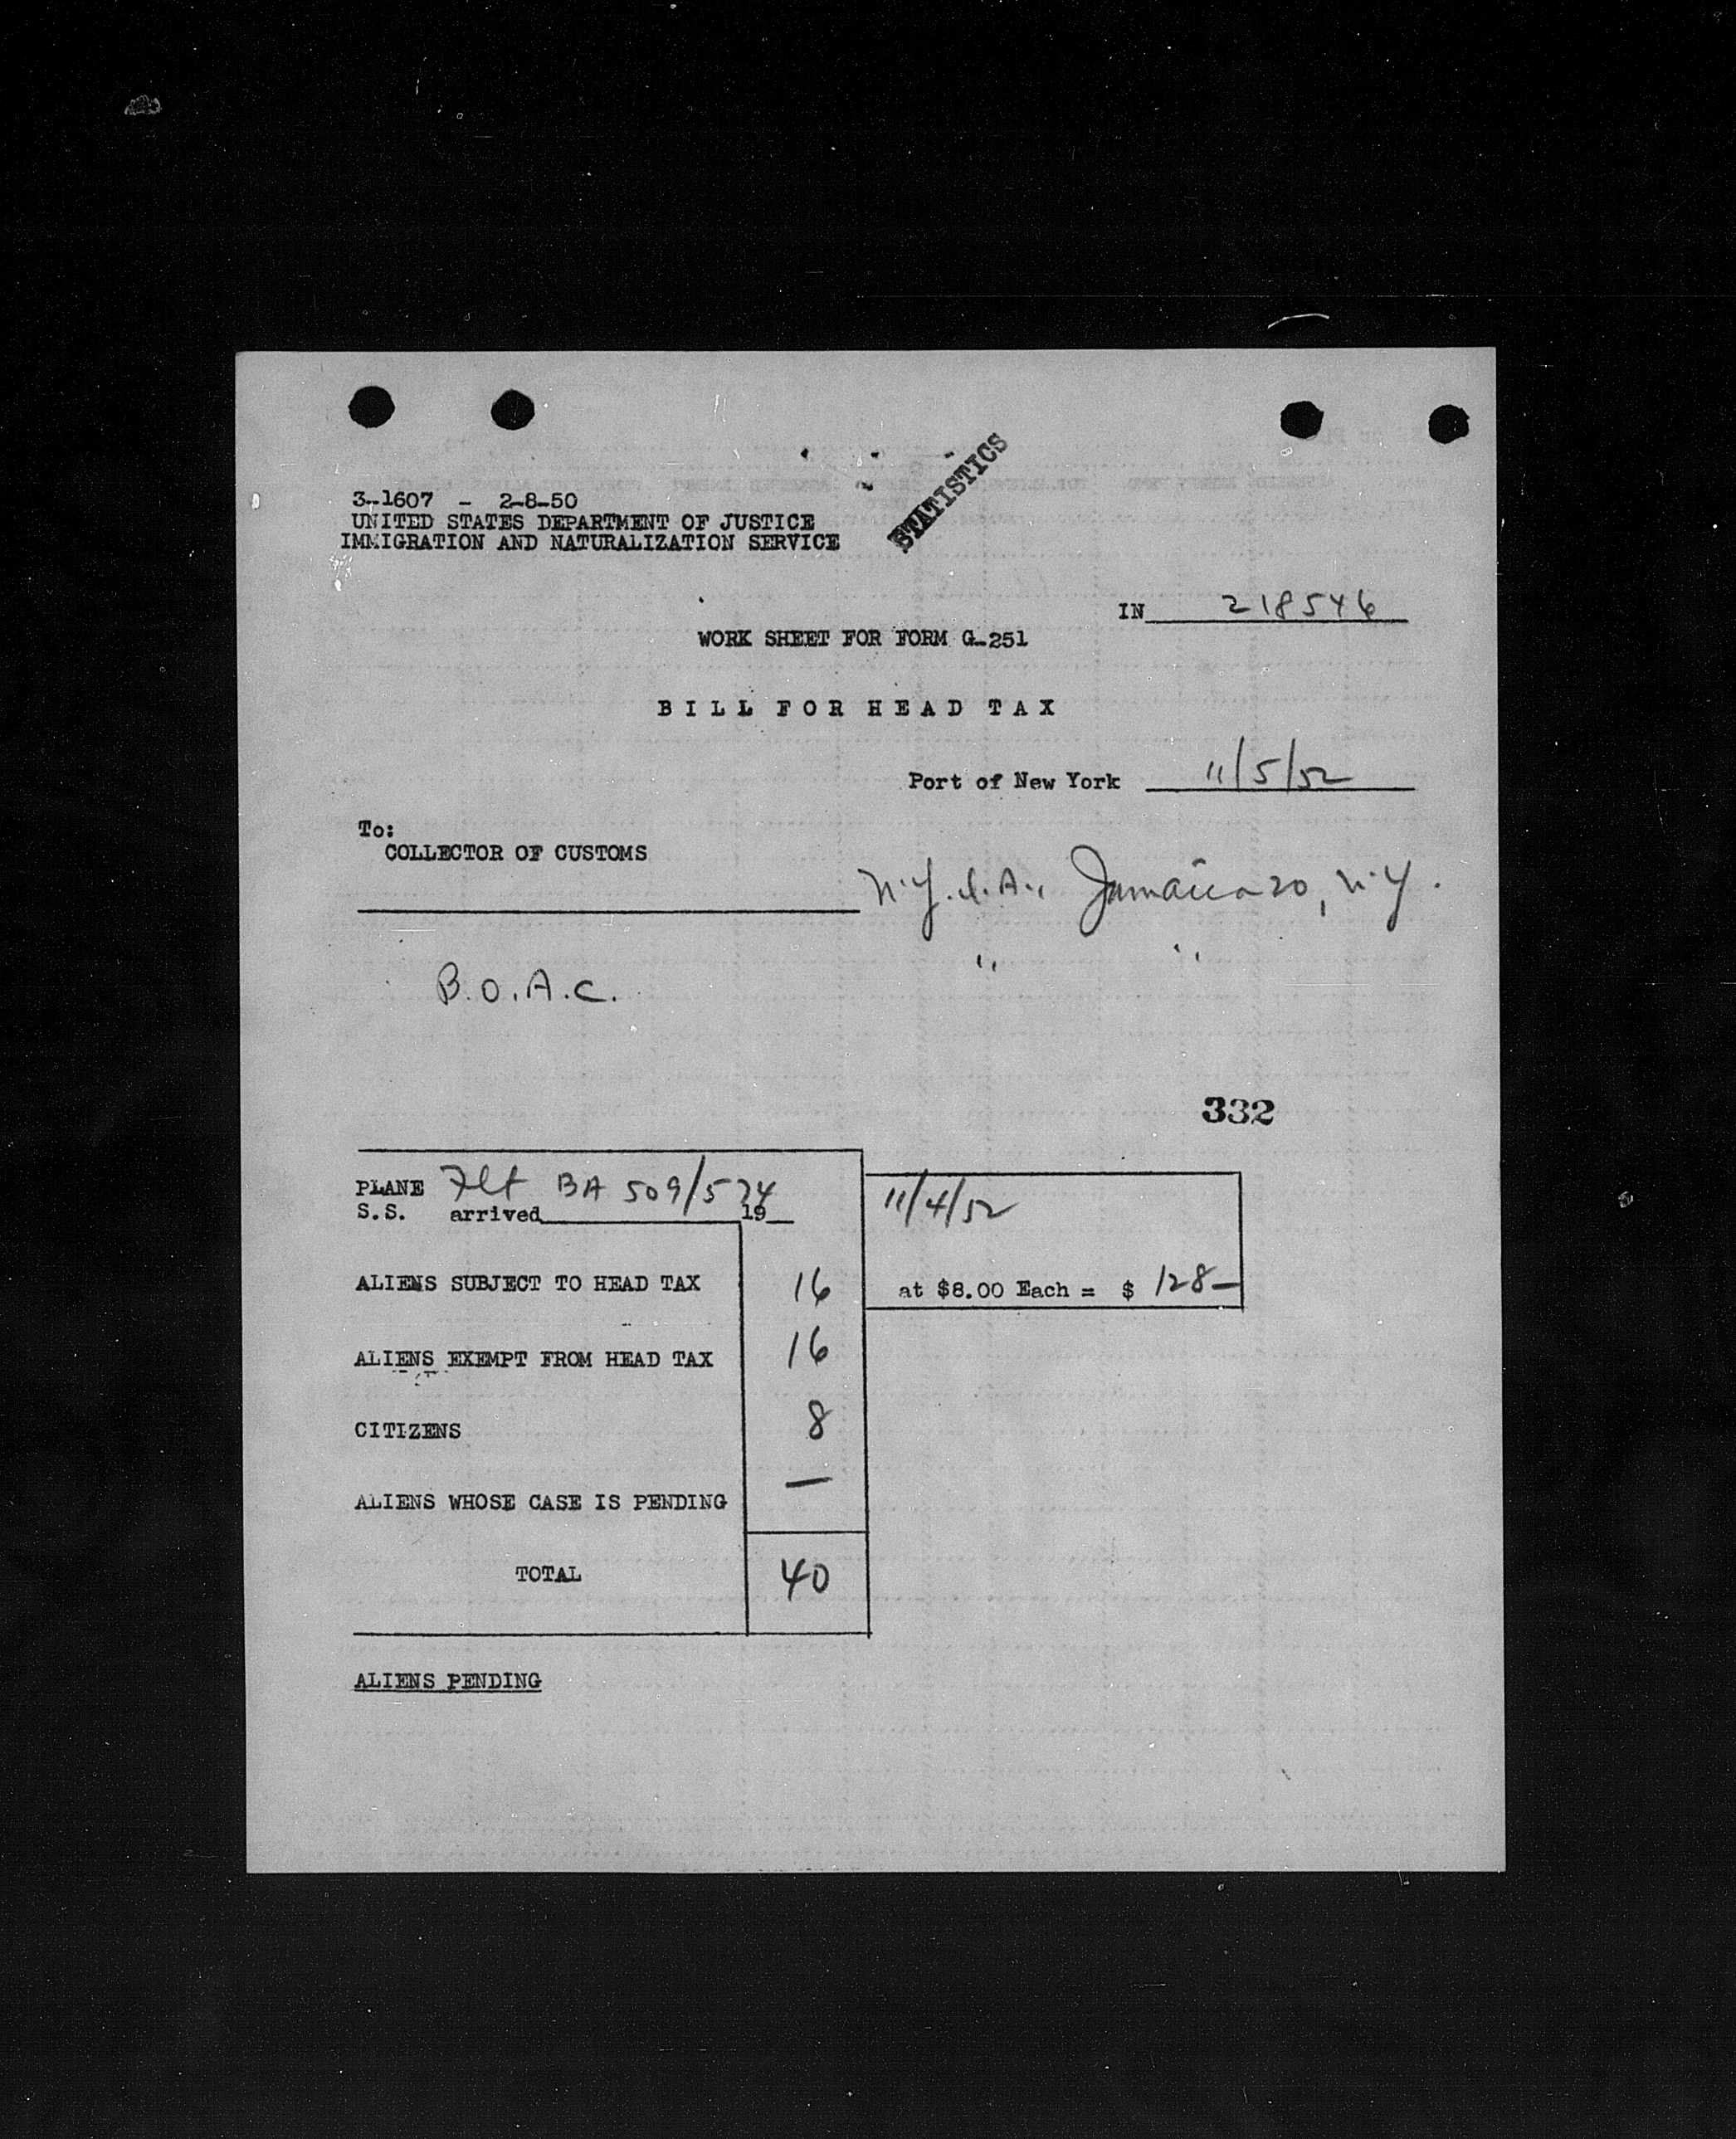 STATISTICS
3-1607 - 2-8-50
UNITED STATES DEPARTMENT OF JUSTICE
IMMIGRATION AND NATURALIZATION SERVICE
IN 218546
WORK SHEET FOR FORM G-251
BILL FOR HEAD TAX
Port of New York 11/5/52
To:
COLLECTOR OF CUSTOMS
N.Y.I.A., Jamaica 20, N.Y.
" "
B.O.A.C.
332
PLANE Flt BA 509/574
S.S. arrived 19
11/4/52
ALIENS SUBJECT TO HEAD TAX 16 at $8.00 Each = $ 128-
ALIENS EXEMPT FROM HEAD TAX 16
CITIZENS 8
ALIENS WHOSE CASE IS PENDING —
TOTAL 40
ALIENS PENDING